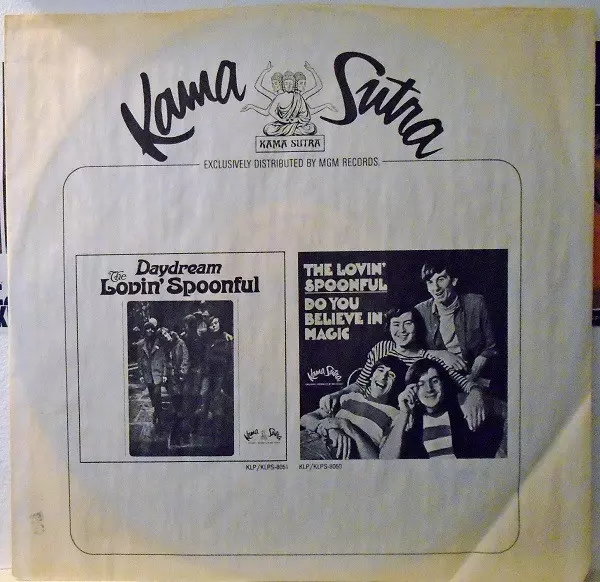 Kama Sutra
KAMA SUTRA
EXCLUSIVELY DISTRIBUTED BY MGM RECORDS
Daydream
The Lovin' Spoonful
Kama Sutra
KLP/KLPS-8051
THE LOVIN'
SPOONFUL
DO YOU
BELIEVE IN
MAGIC
Kama Sutra
KLP/KLPS-8050